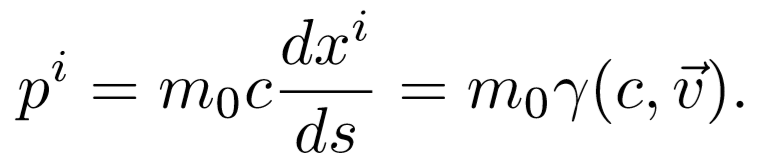 $p^i = m_0 c \frac{dx^i}{ds} = m_0 \gamma (c, \vec{v}).$